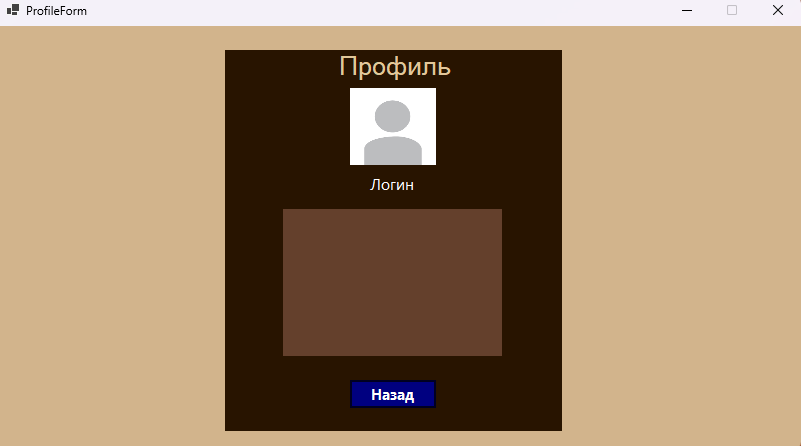 ProfileForm
Профиль
Логин
Назад